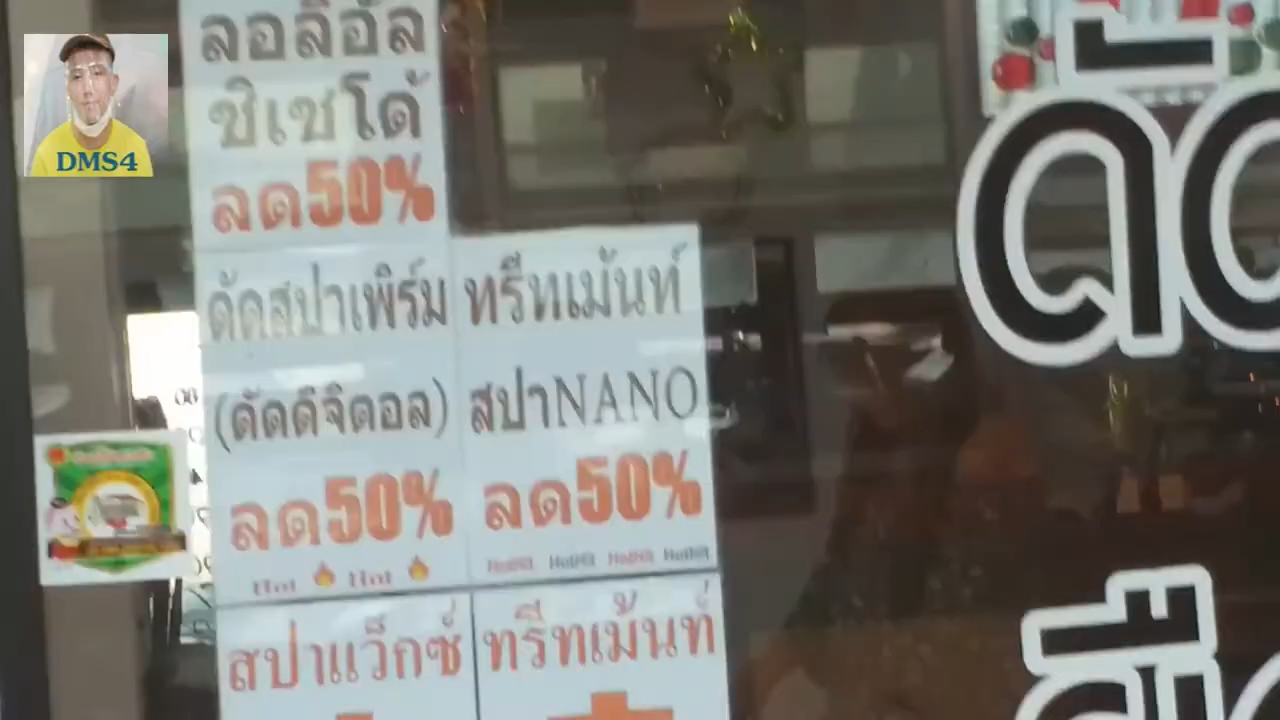 DMS4
ลอลีอัล
ชิเชโด้
ลด50%
ดัดสปาเพิร์ม
(ดัดดิจิตอล)
ลด50%
Hot Hot
ทรีทเม้นท์
สปาNANO
ลด50%
สปาแว็กซ์
ทรีทเม้นท์